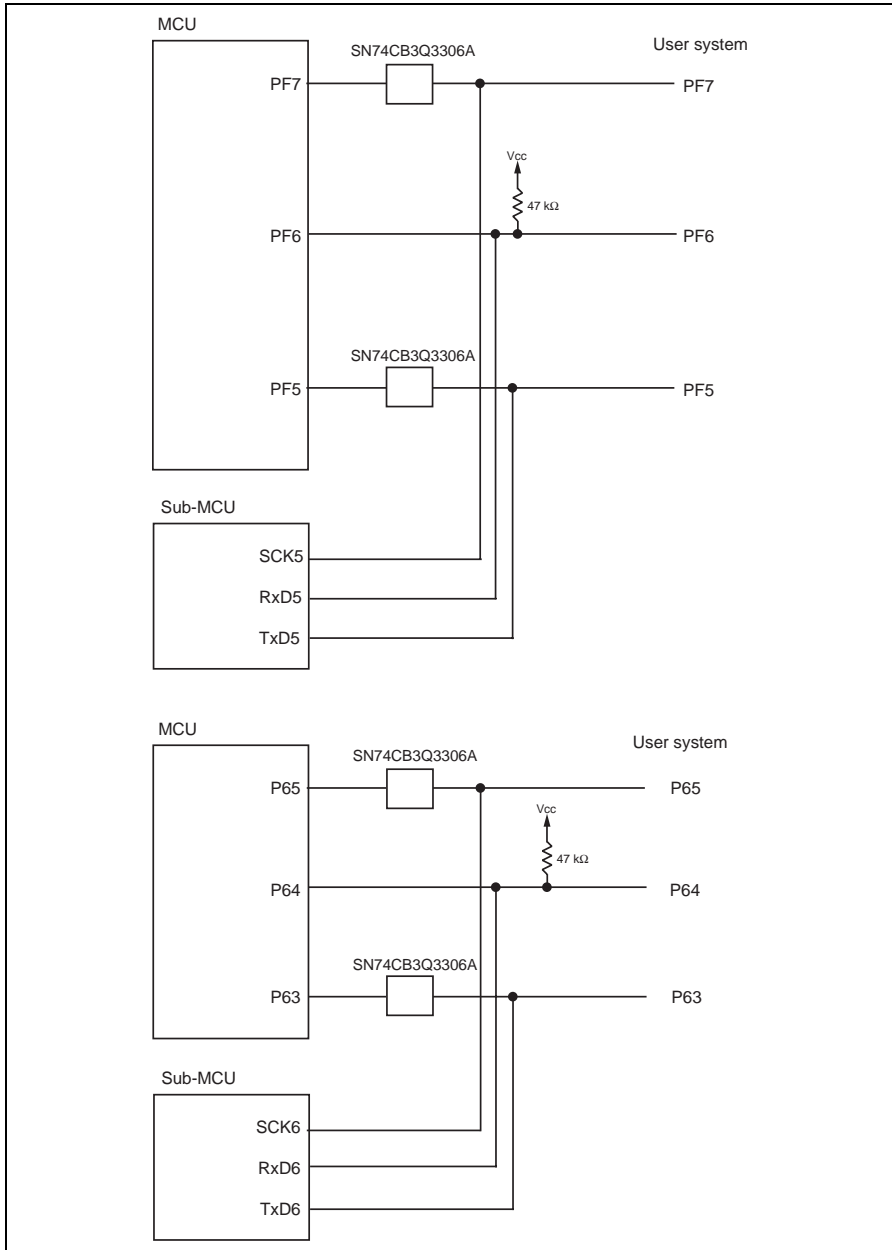 MCU
SN74CB3Q3306A
User system
PF7
PF7
Vcc
47 kΩ
PF6
PF6
SN74CB3Q3306A
PF5
PF5
Sub-MCU
SCK5
RxD5
TxD5
MCU
SN74CB3Q3306A
User system
P65
P65
Vcc
47 kΩ
P64
P64
SN74CB3Q3306A
P63
P63
Sub-MCU
SCK6
RxD6
TxD6